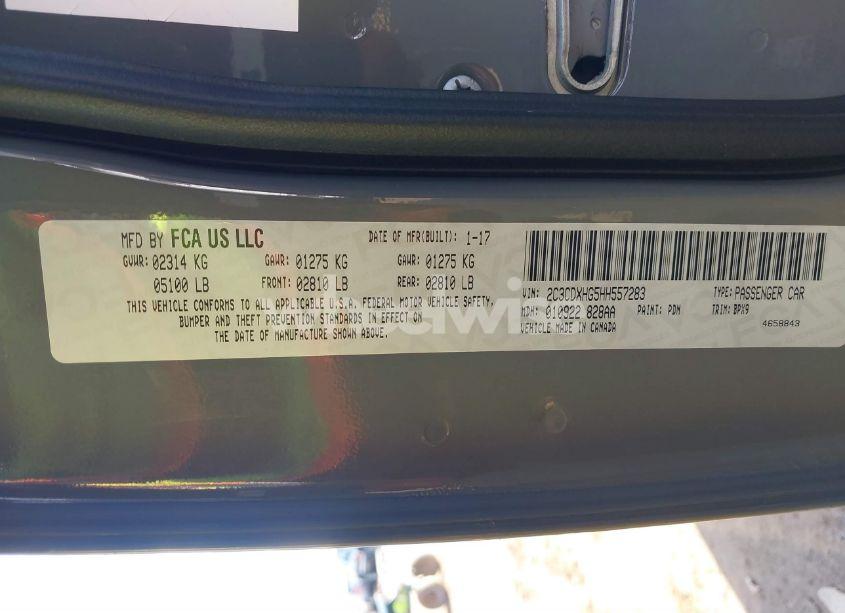 MFD BY FCA US LLC
DATE OF MFR(BUILT): 1-17
GVWR: 02314 KG
GAWR: 01275 KG
GAWR: 01275 KG
05100 LB
FRONT: 02810 LB
REAR: 02810 LB
THIS VEHICLE CONFORMS TO ALL APPLICABLE U.S.A. FEDERAL MOTOR VEHICLE SAFETY,
BUMPER AND THEFT PREVENTION STANDARDS IN EFFECT ON
THE DATE OF MANUFACTURE SHOWN ABOVE.
VIN: 2C3CDXHG5HH557283
TYPE: PASSENGER CAR
MDH: 010922 828AA
PAINT: PDN
TRIM: BPX9
VEHICLE MADE IN CANADA
4658843